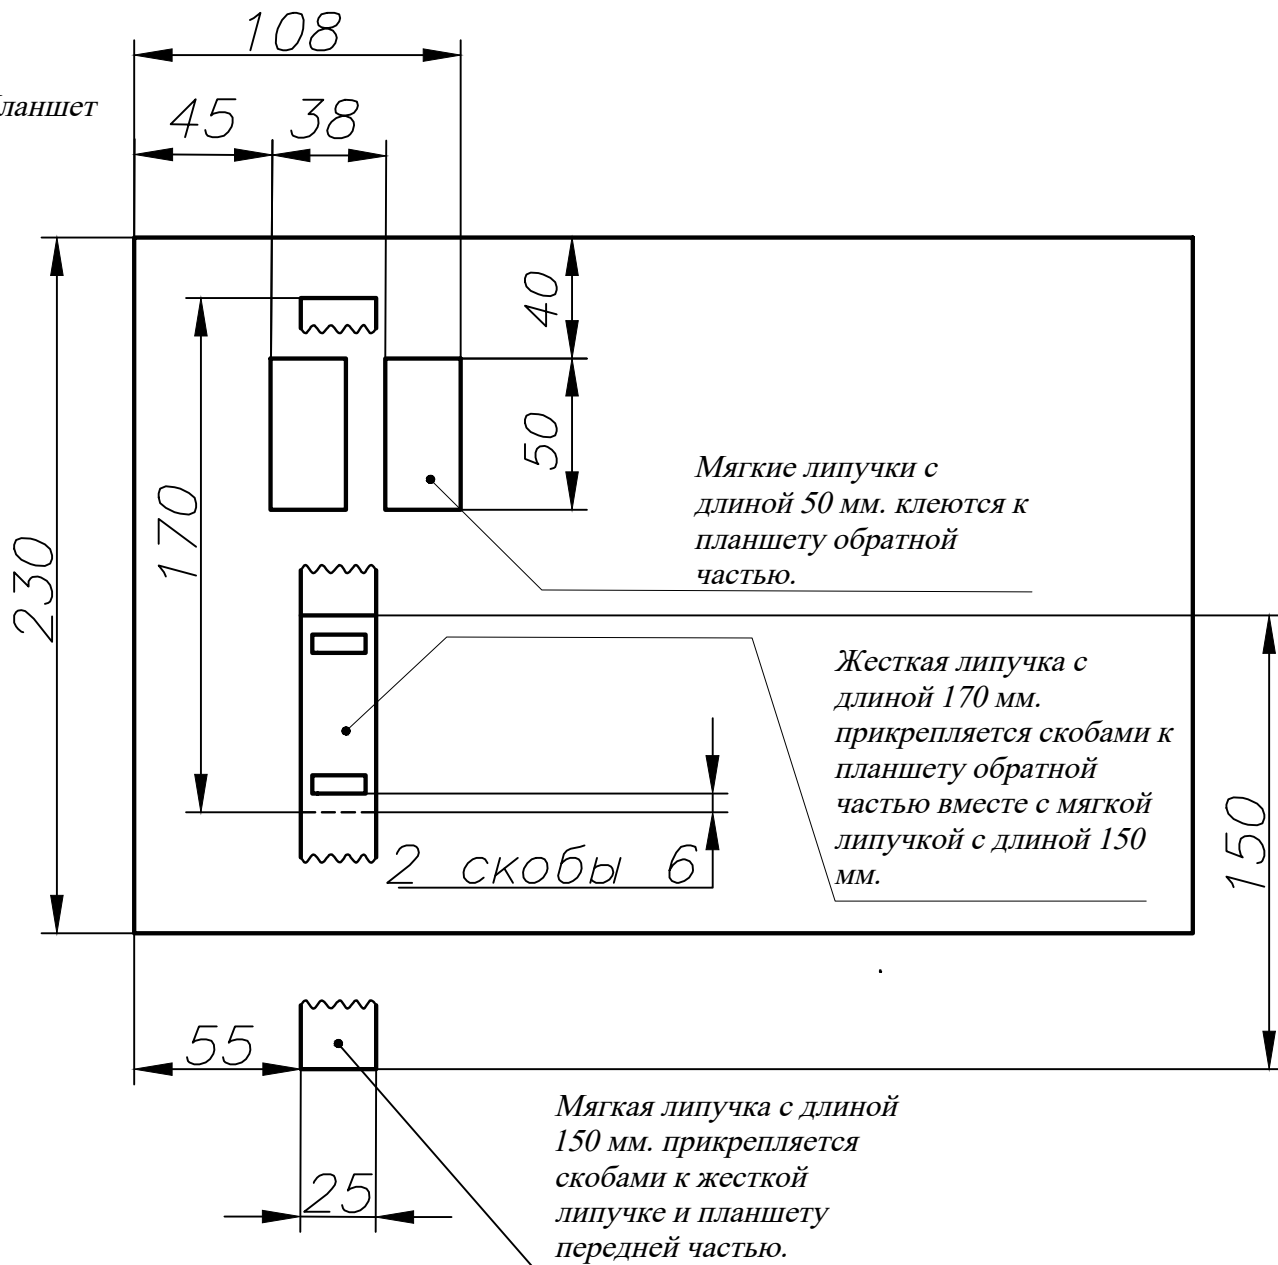 108
45
38
40
50
170
230
Мягкие липучки с
длиной 50 мм. клеются к
планшету обратной
частью.
Жесткая липучка с
длиной 170 мм.
прикрепляется скобами к
планшету обратной
частью вместе с мягкой
липучкой с длиной 150
мм.
2 скобы 6
150
55
25
Мягкая липучка с длиной
150 мм. прикрепляется
скобами к жесткой
липучке и планшету
передней частью.